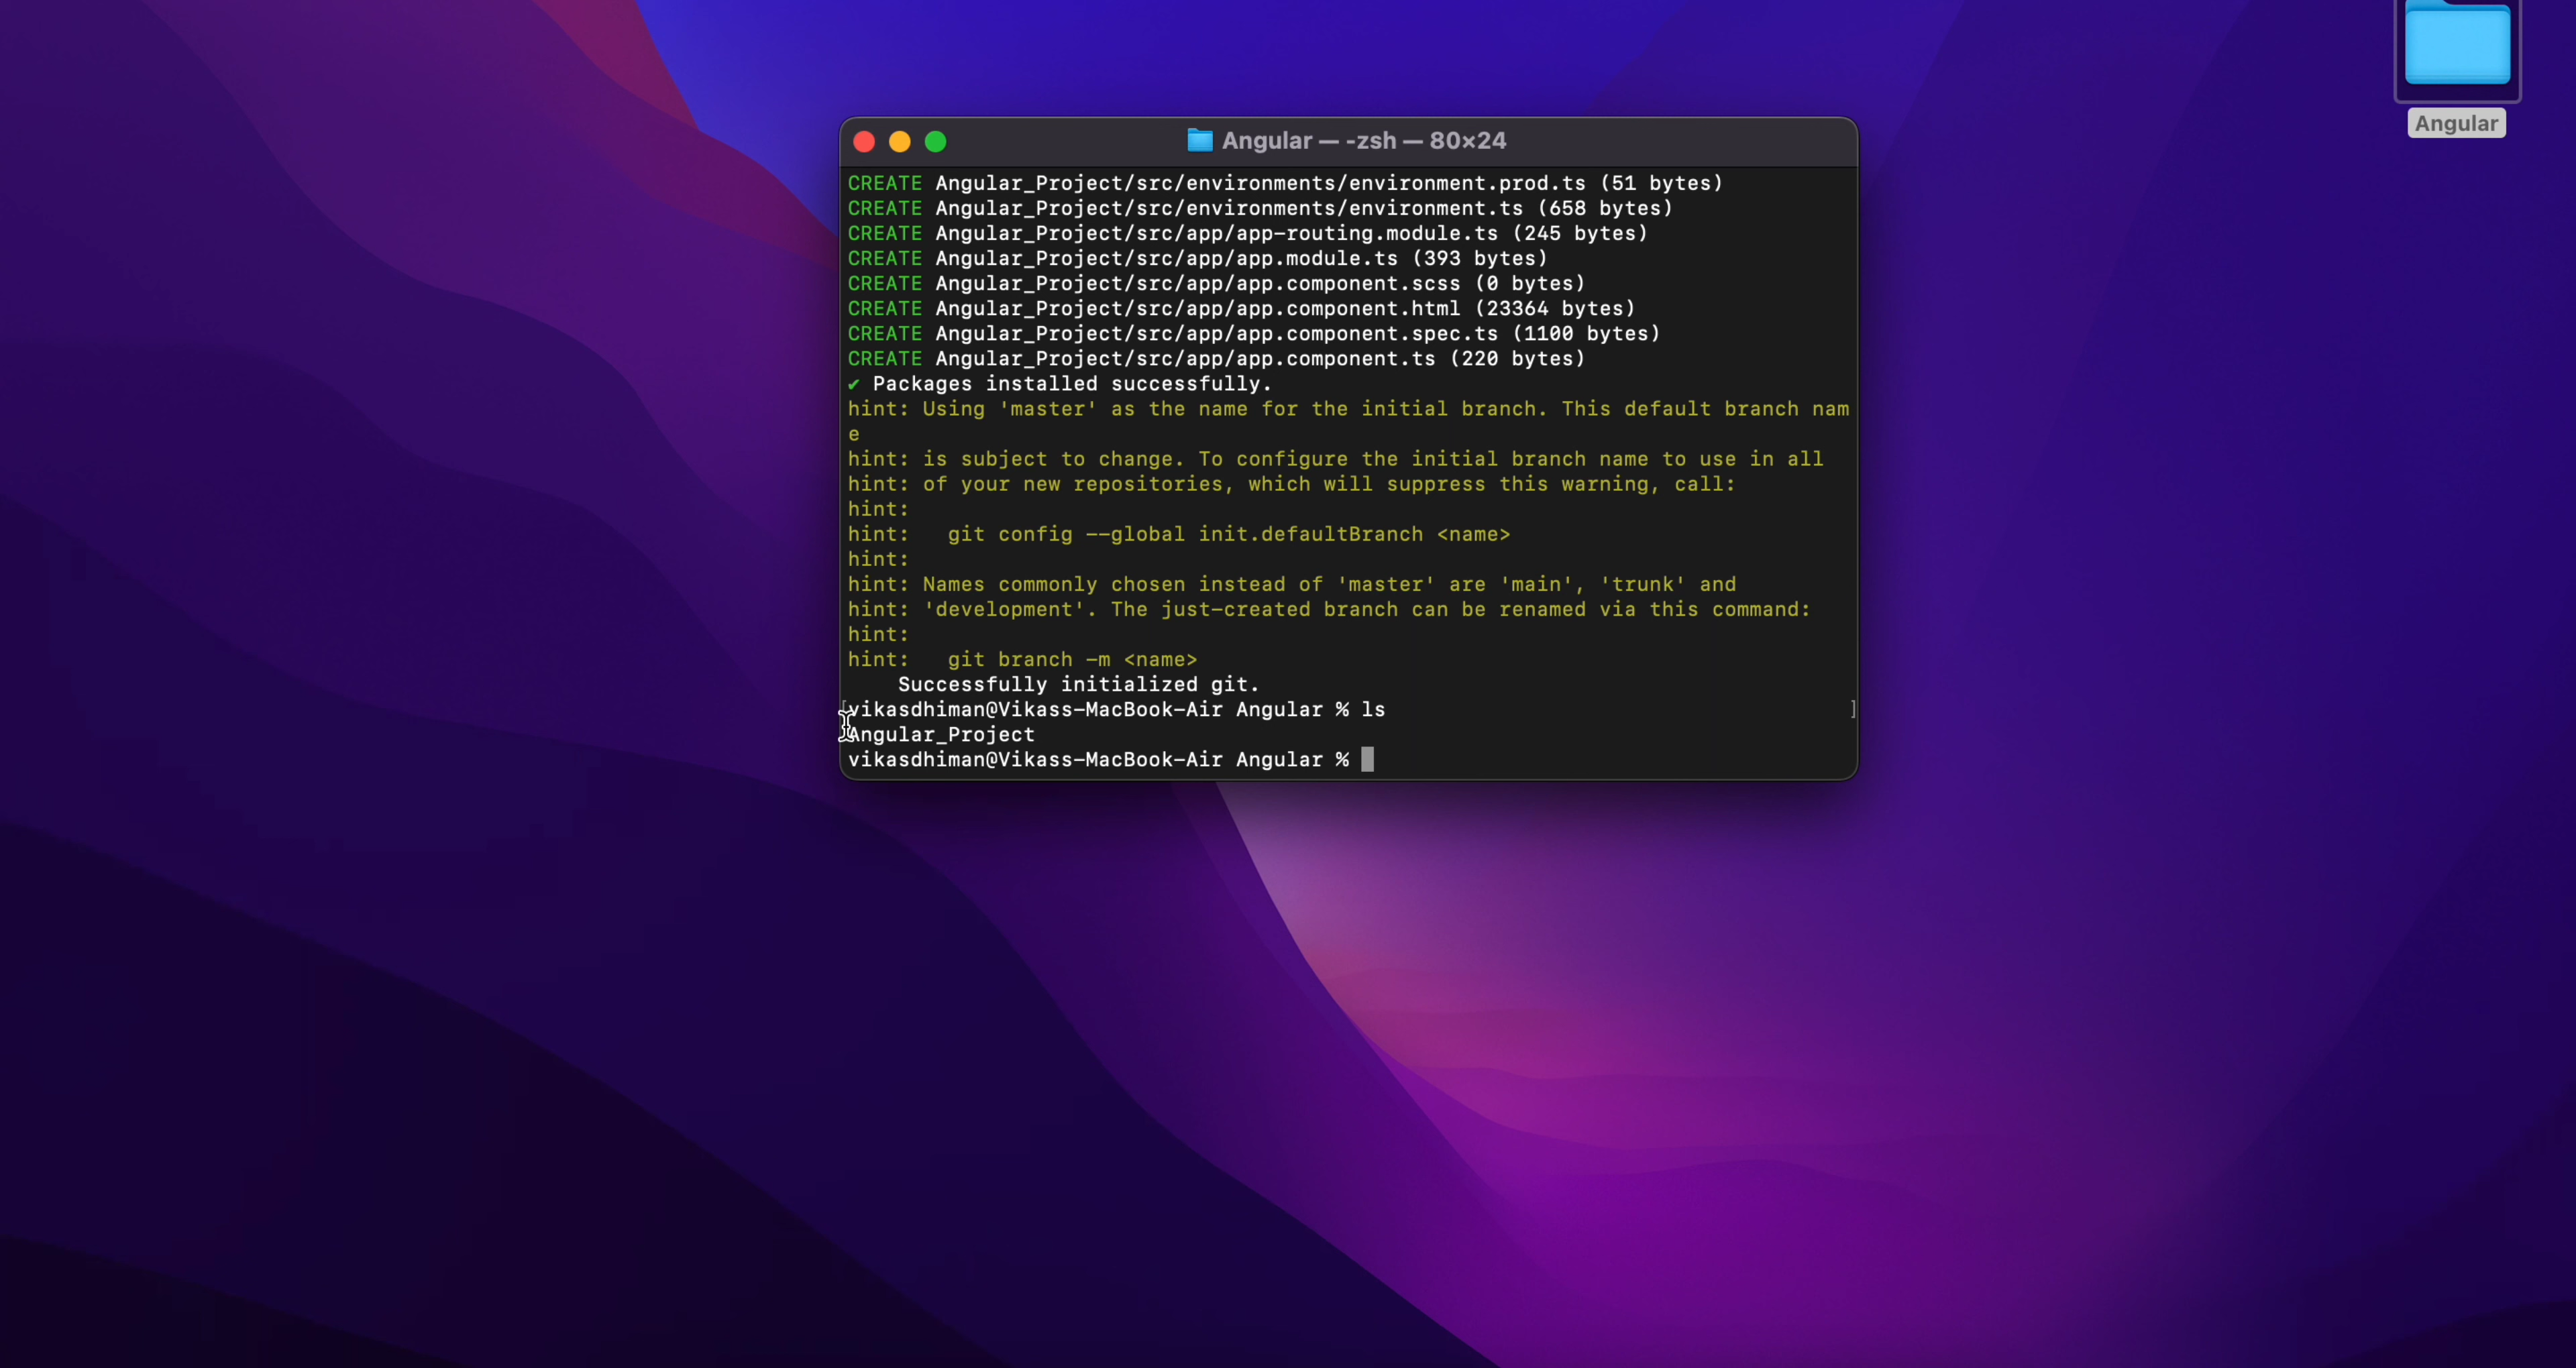 Angular
Angular — -zsh — 80×24
CREATE Angular_Project/src/environments/environment.prod.ts (51 bytes)
CREATE Angular_Project/src/environments/environment.ts (658 bytes)
CREATE Angular_Project/src/app/app-routing.module.ts (245 bytes)
CREATE Angular_Project/src/app/app.module.ts (393 bytes)
CREATE Angular_Project/src/app/app.component.scss (0 bytes)
CREATE Angular_Project/src/app/app.component.html (23364 bytes)
CREATE Angular_Project/src/app/app.component.spec.ts (1100 bytes)
CREATE Angular_Project/src/app/app.component.ts (220 bytes)
✔ Packages installed successfully.
hint: Using 'master' as the name for the initial branch. This default branch nam
e
hint: is subject to change. To configure the initial branch name to use in all
hint: of your new repositories, which will suppress this warning, call:
hint:
hint:   git config --global init.defaultBranch <name>
hint:
hint: Names commonly chosen instead of 'master' are 'main', 'trunk' and
hint: 'development'. The just-created branch can be renamed via this command:
hint:
hint:   git branch -m <name>
    Successfully initialized git.
[vikasdhiman@Vikass-MacBook-Air Angular % ls ]
Angular_Project
vikasdhiman@Vikass-MacBook-Air Angular %